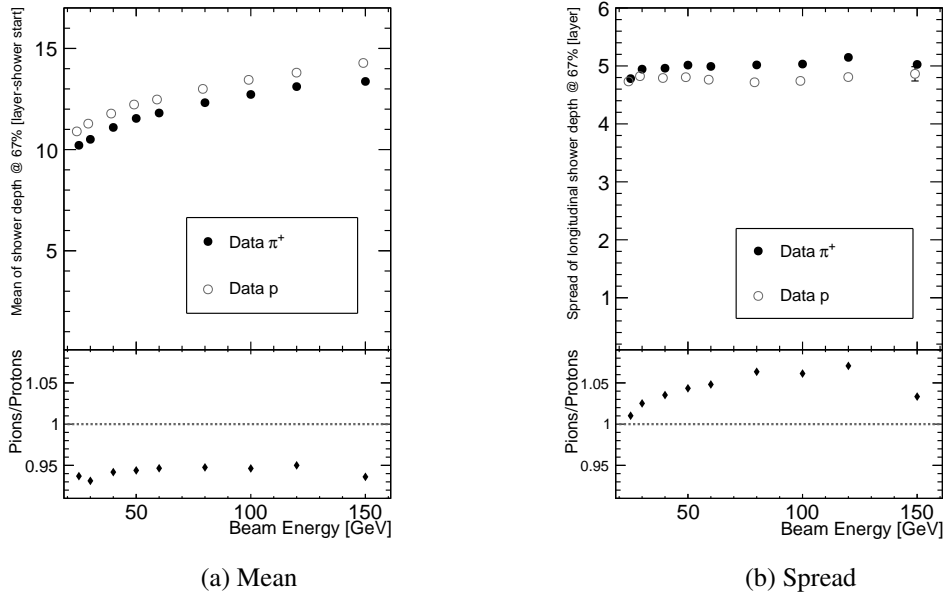 Mean of shower depth @ 67% [layer-shower start]
15
10
5
Data π⁺
Data p
Pions/Protons
1.05
1
0.95
50
100
150
Beam Energy [GeV]
(a) Mean
Spread of longitudinal shower depth @ 67% [layer]
6
5
4
3
2
1
Data π⁺
Data p
Pions/Protons
1.05
1
0.95
50
100
150
Beam Energy [GeV]
(b) Spread